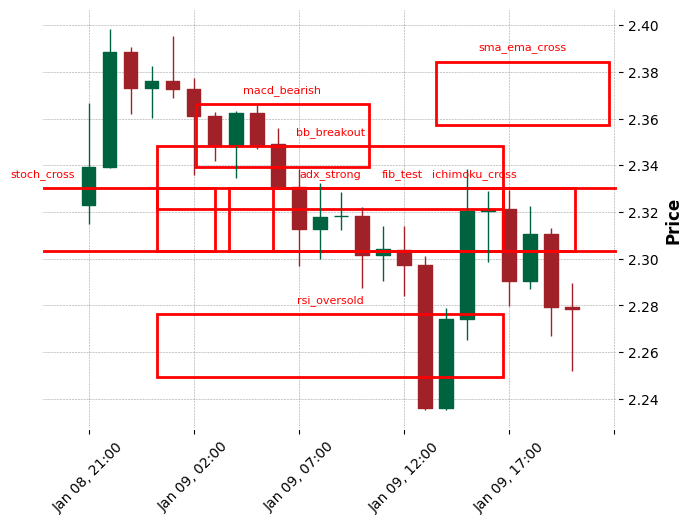 2.40
sma_ema_cross
2.38
macd_bearish
2.36
bb_breakout
2.34
stoch_cross
adx_strong
fib_test
ichimoku_cross
2.32
Price
2.30
rsi_oversold
2.28
2.26
2.24
Jan 08, 21:00
Jan 09, 02:00
Jan 09, 07:00
Jan 09, 12:00
Jan 09, 17:00